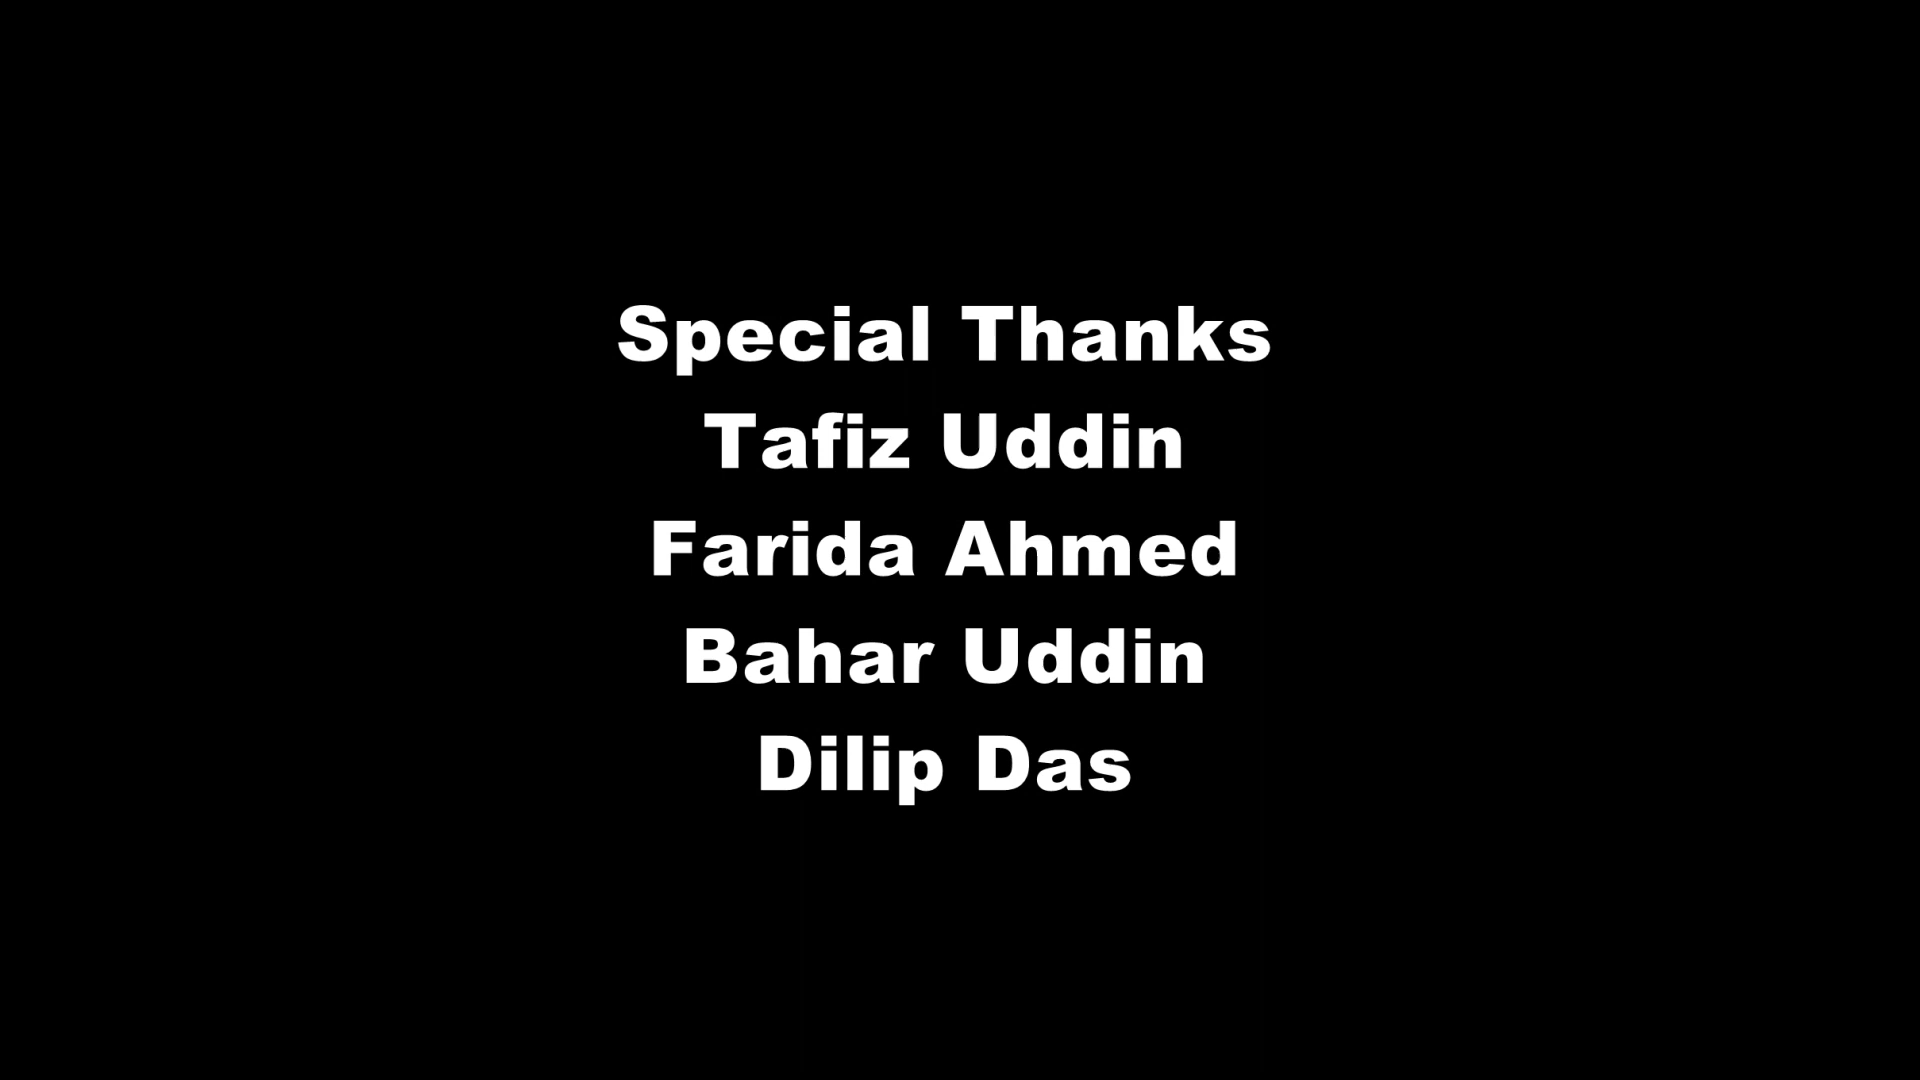 Special Thanks
Tafiz Uddin
Farida Ahmed
Bahar Uddin
Dilip Das